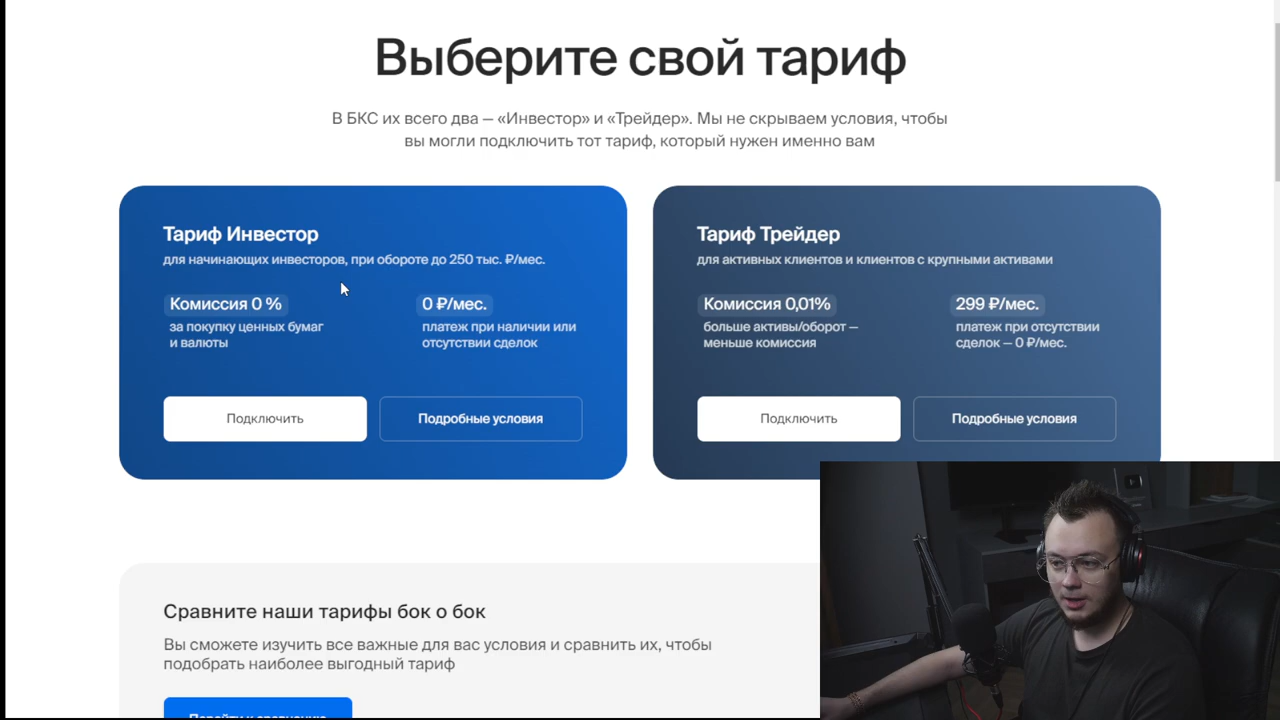 Выберите свой тариф
В БКС их всего два — «Инвестор» и «Трейдер». Мы не скрываем условия, чтобы
вы могли подключить тот тариф, который нужен именно вам
Тариф Инвестор
для начинающих инвесторов, при обороте до 250 тыс. ₽/мес.
Комиссия 0 %
за покупку ценных бумаг
и валюты
0 ₽/мес.
платеж при наличии или
отсутствии сделок
Подключить
Подробные условия
Тариф Трейдер
для активных клиентов и клиентов с крупными активами
Комиссия 0,01%
больше активы/оборот —
меньше комиссия
299 ₽/мес.
платеж при отсутствии
сделок — 0 ₽/мес.
Подключить
Подробные условия
Сравните наши тарифы бок о бок
Вы сможете изучить все важные для вас условия и сравнить их, чтобы
подобрать наиболее выгодный тариф
Перейти к сравнению